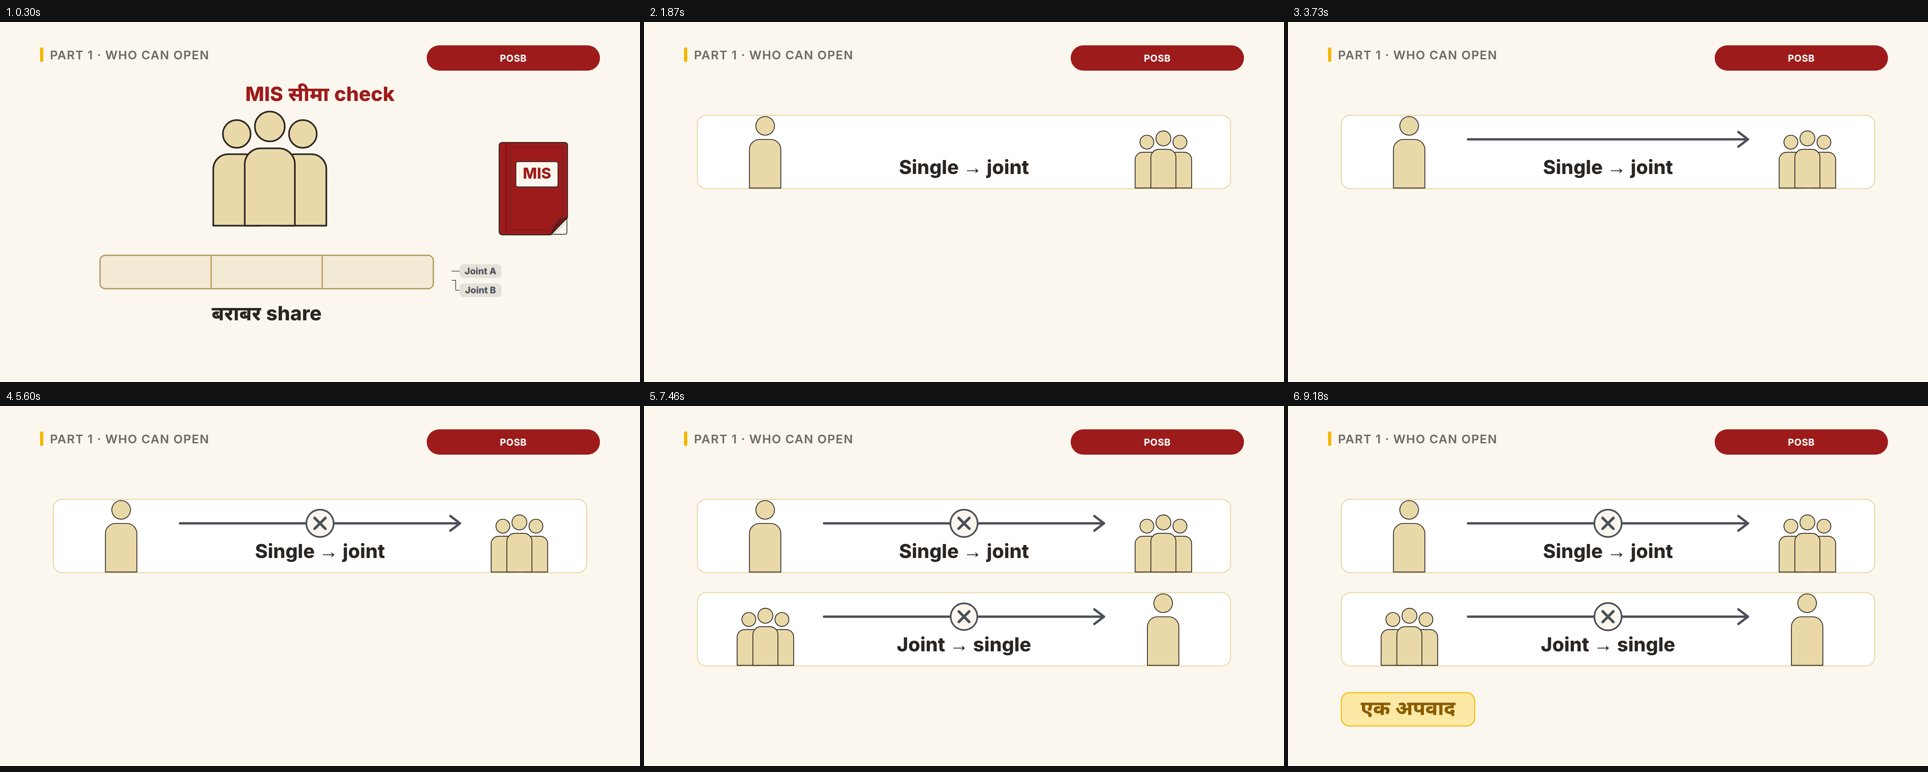 1. 0.30s
PART 1 · WHO CAN OPEN
POSB
MIS सीमा check
MIS
Joint A
Joint B
बराबर share
2. 1.87s
PART 1 · WHO CAN OPEN
POSB
Single → joint
3. 3.73s
PART 1 · WHO CAN OPEN
POSB
Single → joint
4. 5.60s
PART 1 · WHO CAN OPEN
POSB
Single → joint
5. 7.46s
PART 1 · WHO CAN OPEN
POSB
Single → joint
Joint → single
6. 9.18s
PART 1 · WHO CAN OPEN
POSB
Single → joint
Joint → single
एक अपवाद